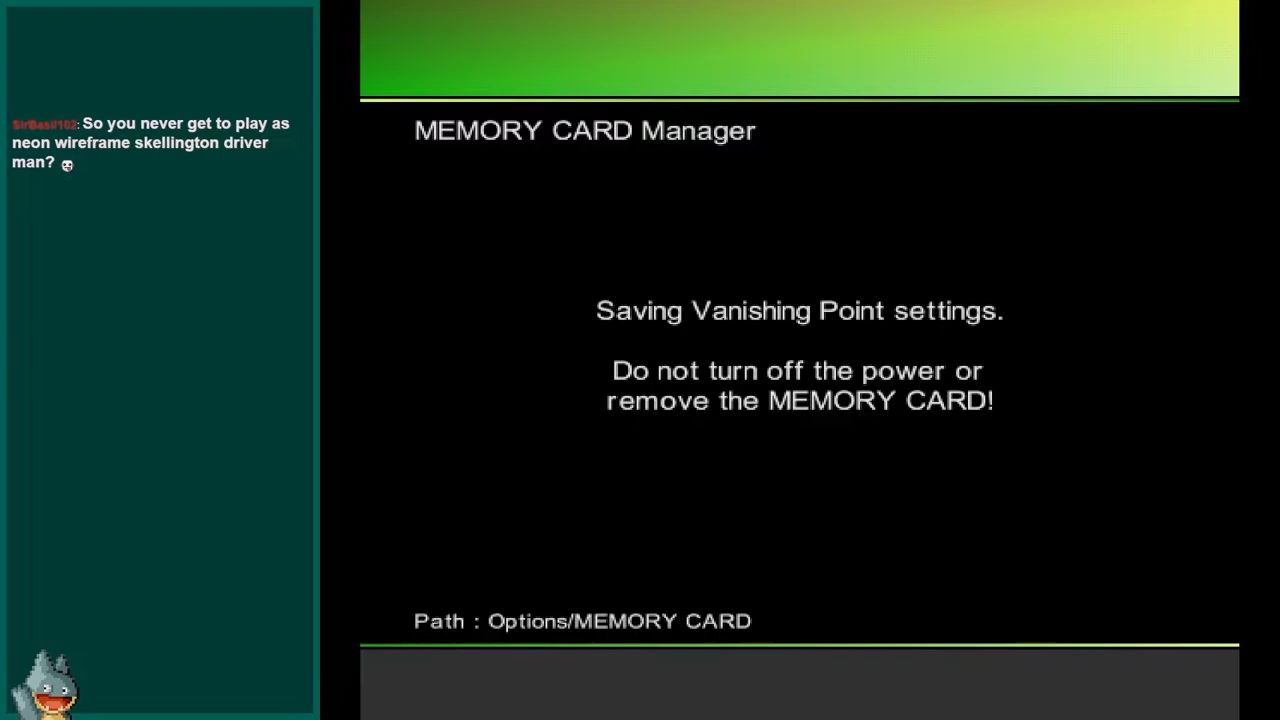 SirBasil102: So you never get to play as
neon wireframe skellington driver
man?
MEMORY CARD Manager
Saving Vanishing Point settings.
Do not turn off the power or
remove the MEMORY CARD!
Path : Options/MEMORY CARD